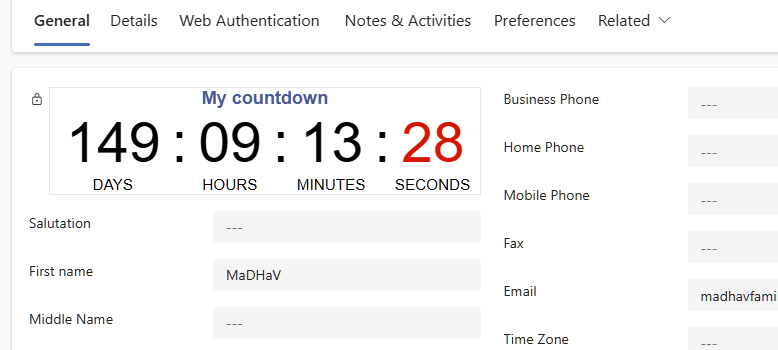 General Details Web Authentication Notes & Activities Preferences Related
My countdown
149 : 09 : 13 : 28
DAYS HOURS MINUTES SECONDS
Salutation ---
First name MaDHaV
Middle Name ---
Business Phone ---
Home Phone ---
Mobile Phone ---
Fax ---
Email madhavfami
Time Zone ---